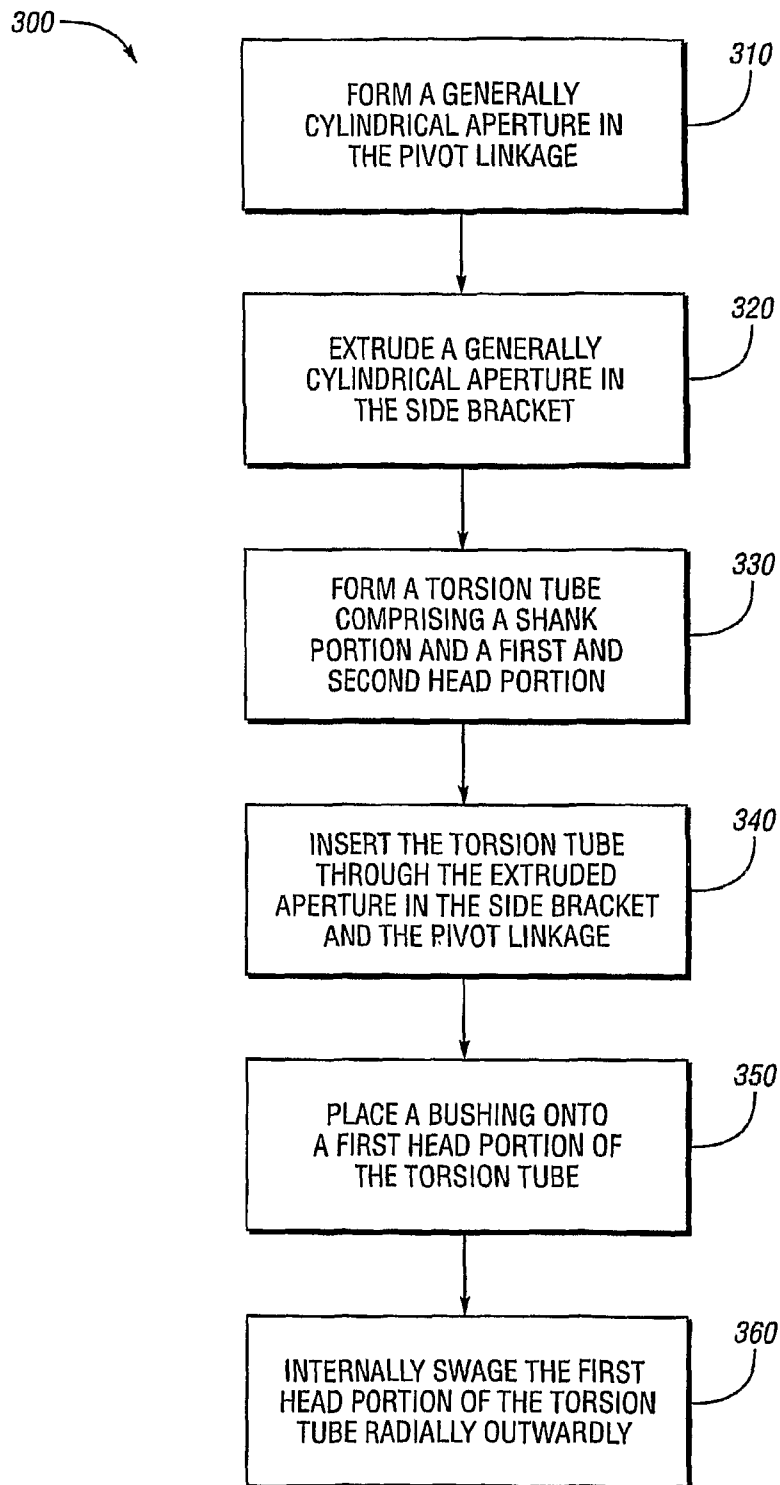 300
310
FORM A GENERALLY
CYLINDRICAL APERTURE IN
THE PIVOT LINKAGE
320
EXTRUDE A GENERALLY
CYLINDRICAL APERTURE IN
THE SIDE BRACKET
330
FORM A TORSION TUBE
COMPRISING A SHANK
PORTION AND A FIRST AND
SECOND HEAD PORTION
340
INSERT THE TORSION TUBE
THROUGH THE EXTRUDED
APERTURE IN THE SIDE BRACKET
AND THE PIVOT LINKAGE
350
PLACE A BUSHING ONTO
A FIRST HEAD PORTION OF
THE TORSION TUBE
360
INTERNALLY SWAGE THE FIRST
HEAD PORTION OF THE TORSION
TUBE RADIALLY OUTWARDLY